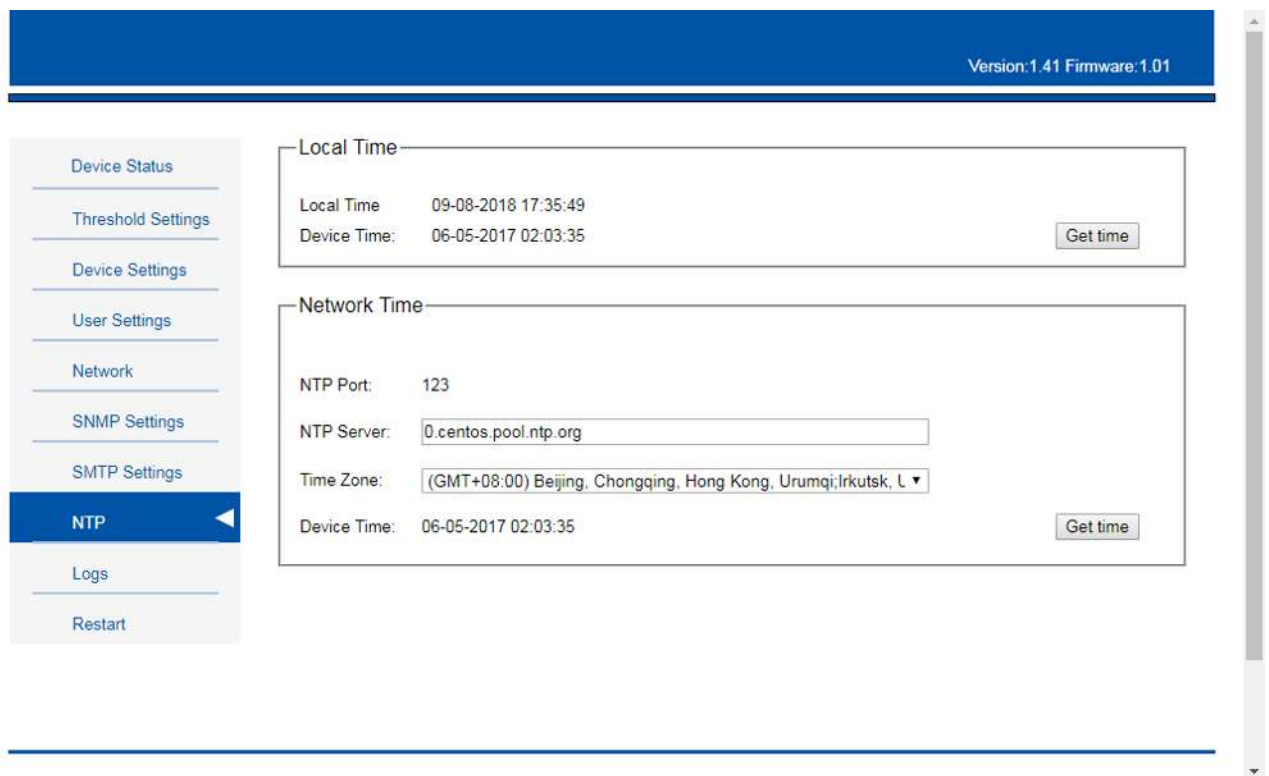 Version:1.41 Firmware:1.01
Device Status
Threshold Settings
Device Settings
User Settings
Network
SNMP Settings
SMTP Settings
NTP
Logs
Restart
Local Time
Local Time 09-08-2018 17:35:49
Device Time: 06-05-2017 02:03:35 Get time
Network Time
NTP Port: 123
NTP Server: 0.centos.pool.ntp.org
Time Zone: (GMT+08:00) Beijing, Chongqing, Hong Kong, Urumqi;Irkutsk,
Device Time: 06-05-2017 02:03:35 Get time